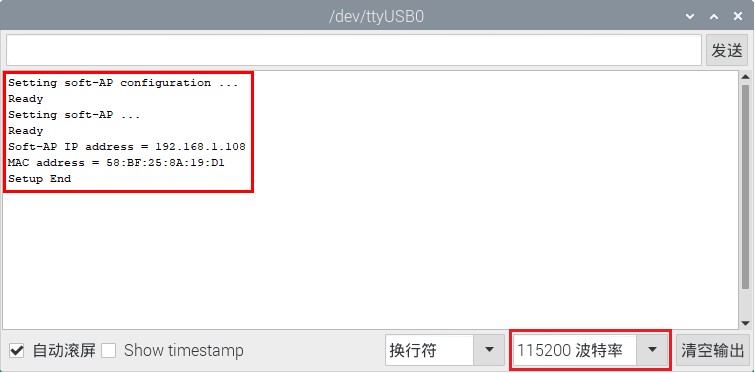 /dev/ttyUSB0
发送
Setting soft-AP configuration ...
Ready
Setting soft-AP ...
Ready
Soft-AP IP address = 192.168.1.108
MAC address = 58:BF:25:8A:19:D1
Setup End
自动滚屏 Show timestamp 换行符 115200 波特率 清空输出